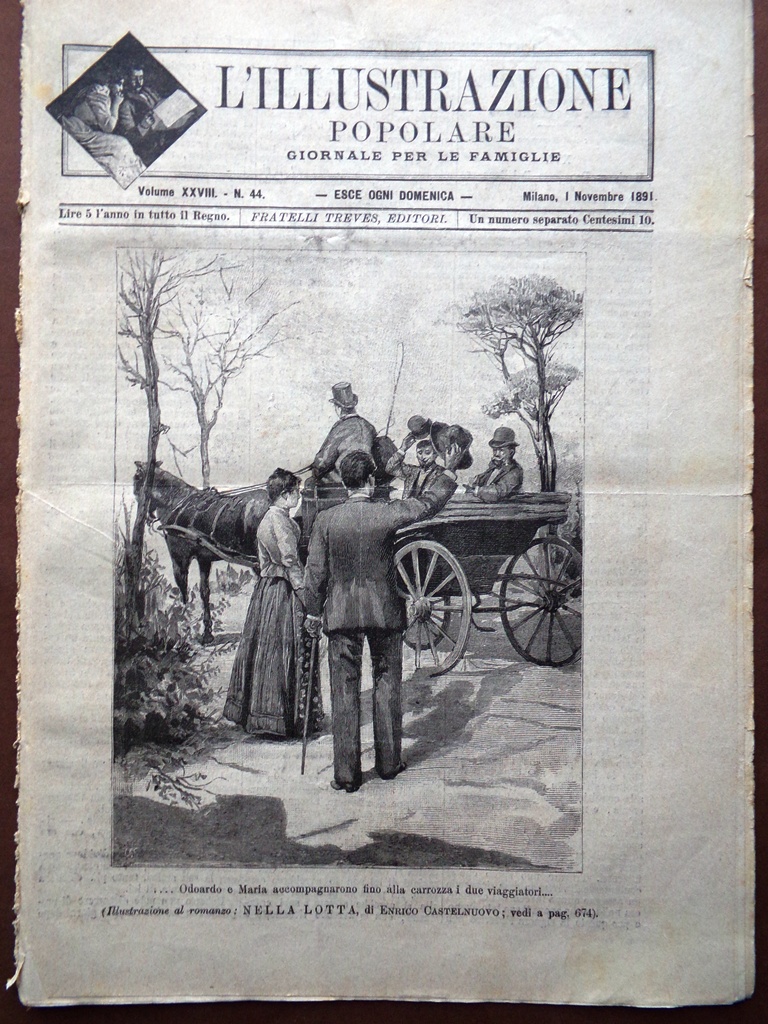 L'ILLUSTRAZIONE
POPOLARE
GIORNALE PER LE FAMIGLIE
Volume XXVIII. - N. 44. — ESCE OGNI DOMENICA — Milano, 1 Novembre 1891.
Lire 5 l'anno in tutto il Regno. FRATELLI TREVES, EDITORI. Un numero separato Centesimi 10.
.... Odoardo e Maria accompagnarono fino alla carrozza i due viaggiatori....
(Illustrazione al romanzo: NELLA LOTTA, di ENRICO CASTELNUOVO; vedi a pag. 674).